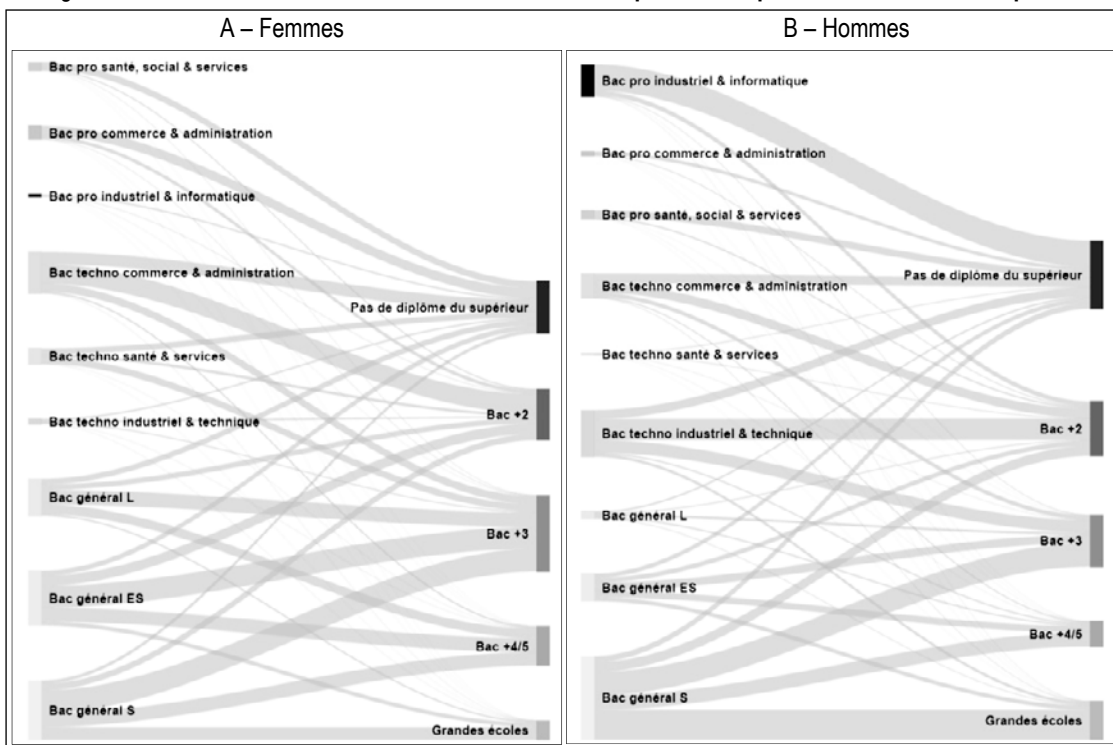 A – Femmes
Bac pro santé, social & services
Bac pro commerce & administration
Bac pro industriel & informatique
Bac techno commerce & administration
Pas de diplôme du supérieur
Bac techno santé & services
Bac +2
Bac techno industriel & technique
Bac général L
Bac +3
Bac général ES
Bac +4/5
Bac général S
Grandes écoles
B – Hommes
Bac pro industriel & informatique
Bac pro commerce & administration
Bac pro santé, social & services
Pas de diplôme du supérieur
Bac techno commerce & administration
Bac techno santé & services
Bac +2
Bac techno industriel & technique
Bac général L
Bac +3
Bac général ES
Bac +4/5
Bac général S
Grandes écoles